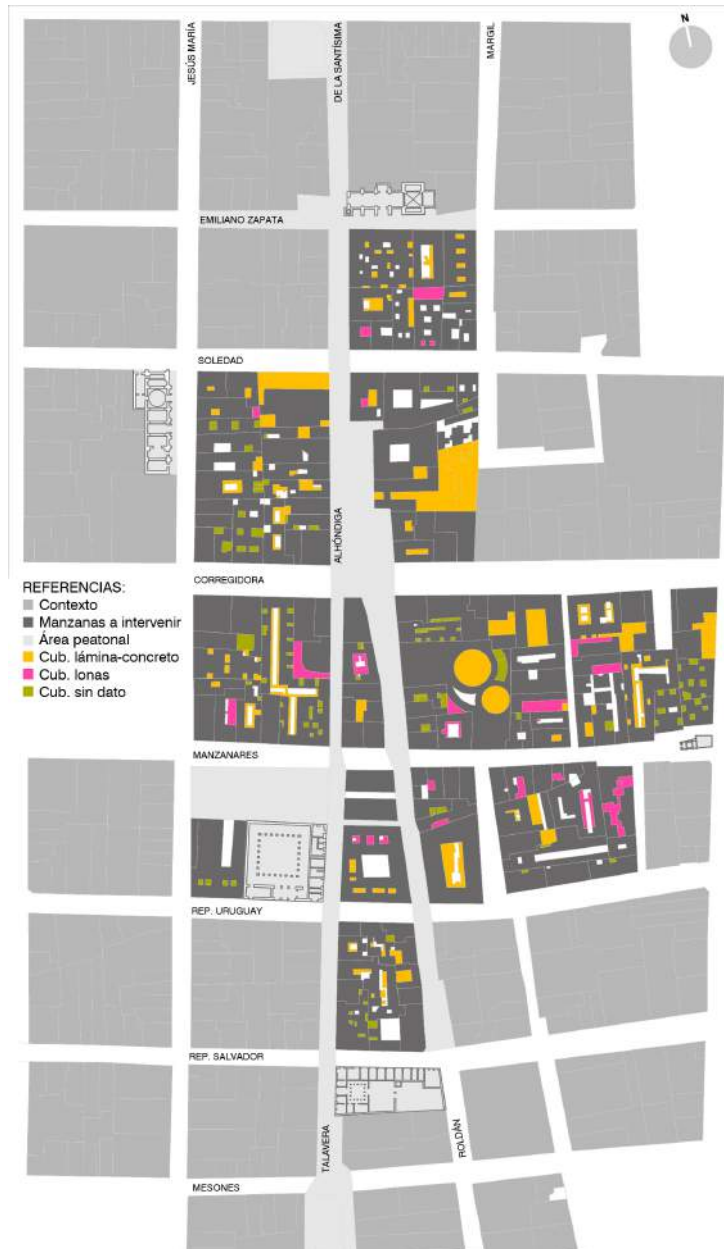 N
JESÚS MARÍA
DE LA SANTÍSIMA
MARGIL
EMILIANO ZAPATA
SOLEDAD
ALHÓNDIGA
CORREGIDORA
REFERENCIAS:
Contexto
Manzanas a intervenir
Área peatonal
Cub. lámina-concreto
Cub. lonas
Cub. sin dato
MANZANARES
REP. URUGUAY
REP. SALVADOR
TALAVERA
ROLDÁN
MESONES